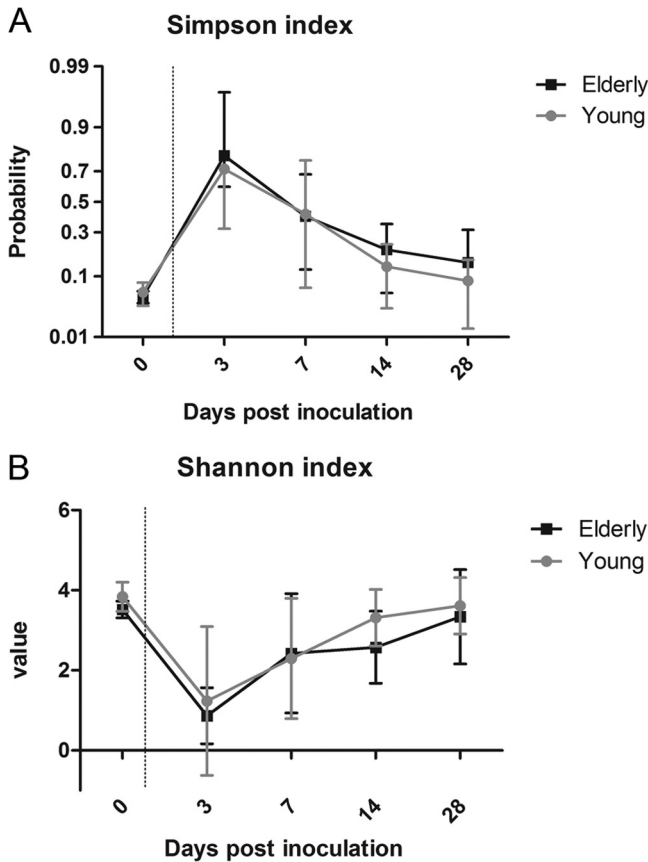 A
Simpson index
0.99
0.9
0.7
0.5
0.3
0.1
0.01
Probability
0 3 7 14 28
Days post inoculation
Elderly
Young
B
Shannon index
6
4
2
0
value
0 3 7 14 28
Days post inoculation
Elderly
Young